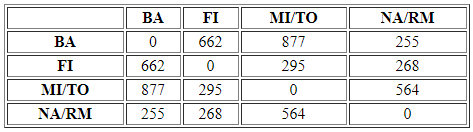 BA FI MI/TO NA/RM
BA 0 662 877 255
FI 662 0 295 268
MI/TO 877 295 0 564
NA/RM 255 268 564 0